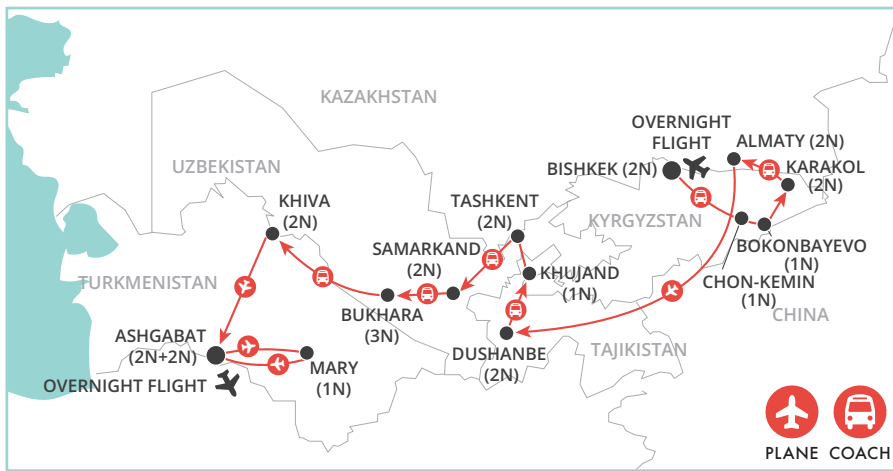 KAZAKHSTAN
OVERNIGHT
FLIGHT
ALMATY (2N)
BISHKEK (2N)
KARAKOL
(2N)
UZBEKISTAN
KHIVA
(2N)
TASHKENT
(2N)
KYRGYZSTAN
SAMARKAND
(2N)
BOKONBAYEVO
(1N)
KHUJAND
(1N)
CHON-KEMIN
(1N)
TURKMENISTAN
BUKHARA
(3N)
CHINA
ASHGABAT
(2N+2N)
DUSHANBE
(2N)
TAJIKISTAN
MARY
(1N)
OVERNIGHT FLIGHT
PLANE
COACH